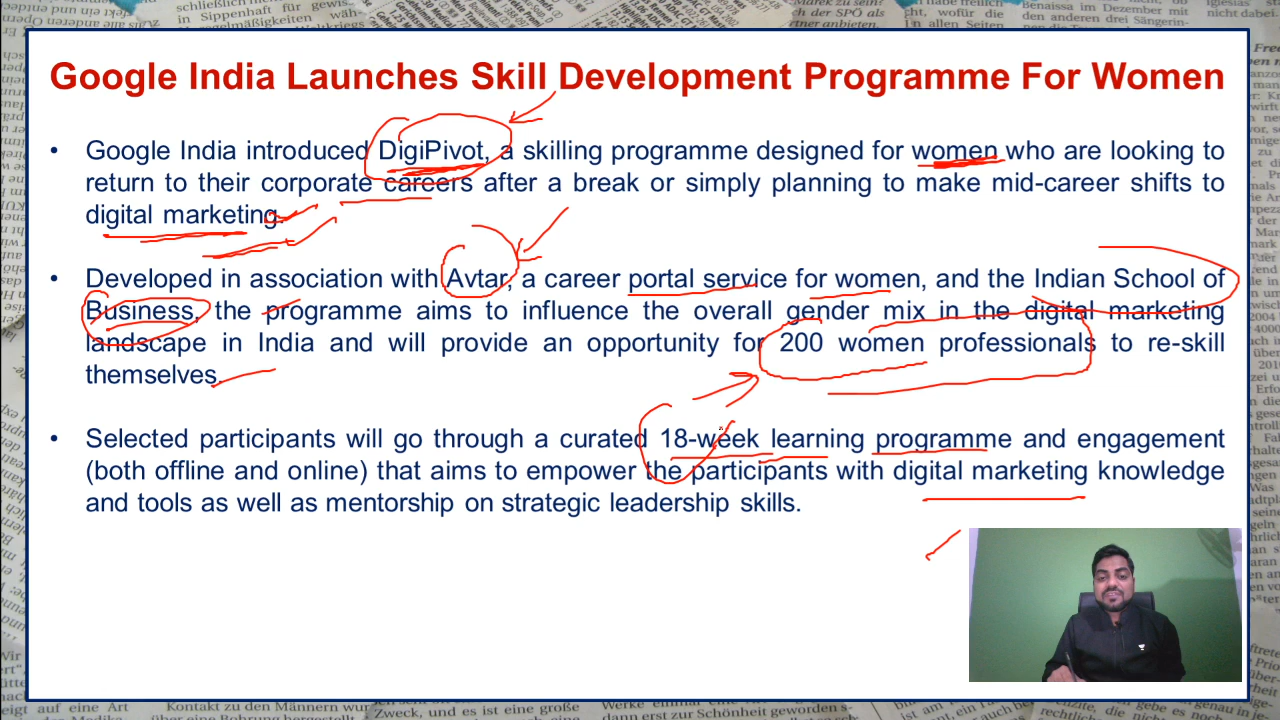 Google India Launches Skill Development Programme For Women
• Google India introduced DigiPivot, a skilling programme designed for women who are looking to
return to their corporate careers after a break or simply planning to make mid-career shifts to
digital marketing.
• Developed in association with Avtar, a career portal service for women, and the Indian School of
Business, the programme aims to influence the overall gender mix in the digital marketing
landscape in India and will provide an opportunity for 200 women professionals to re-skill
themselves.
• Selected participants will go through a curated 18-week learning programme and engagement
(both offline and online) that aims to empower the participants with digital marketing knowledge
and tools as well as mentorship on strategic leadership skills.